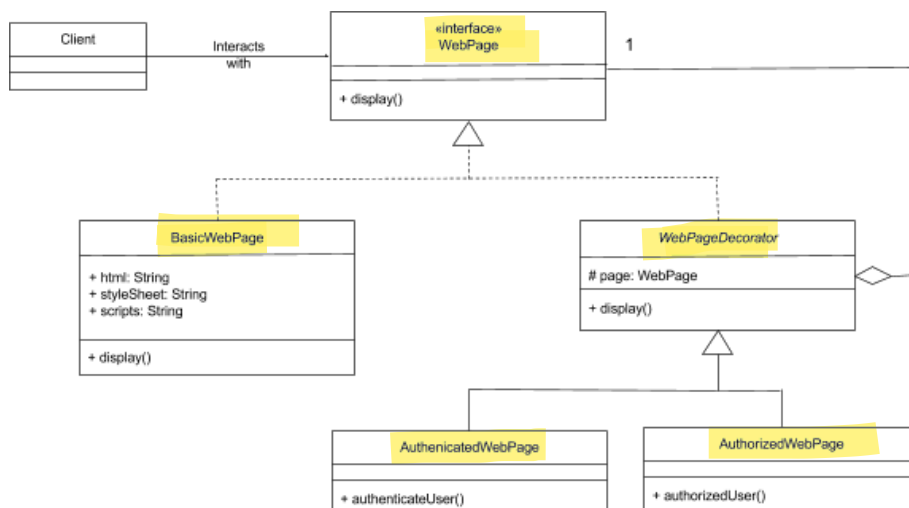 Client
Interacts
with
«interface»
WebPage
1
+ display()
BasicWebPage
+ html: String
+ styleSheet: String
+ scripts: String
+ display()
WebPageDecorator
# page: WebPage
+ display()
AuthenicatedWebPage
+ authenticateUser()
AuthorizedWebPage
+ authorizedUser()